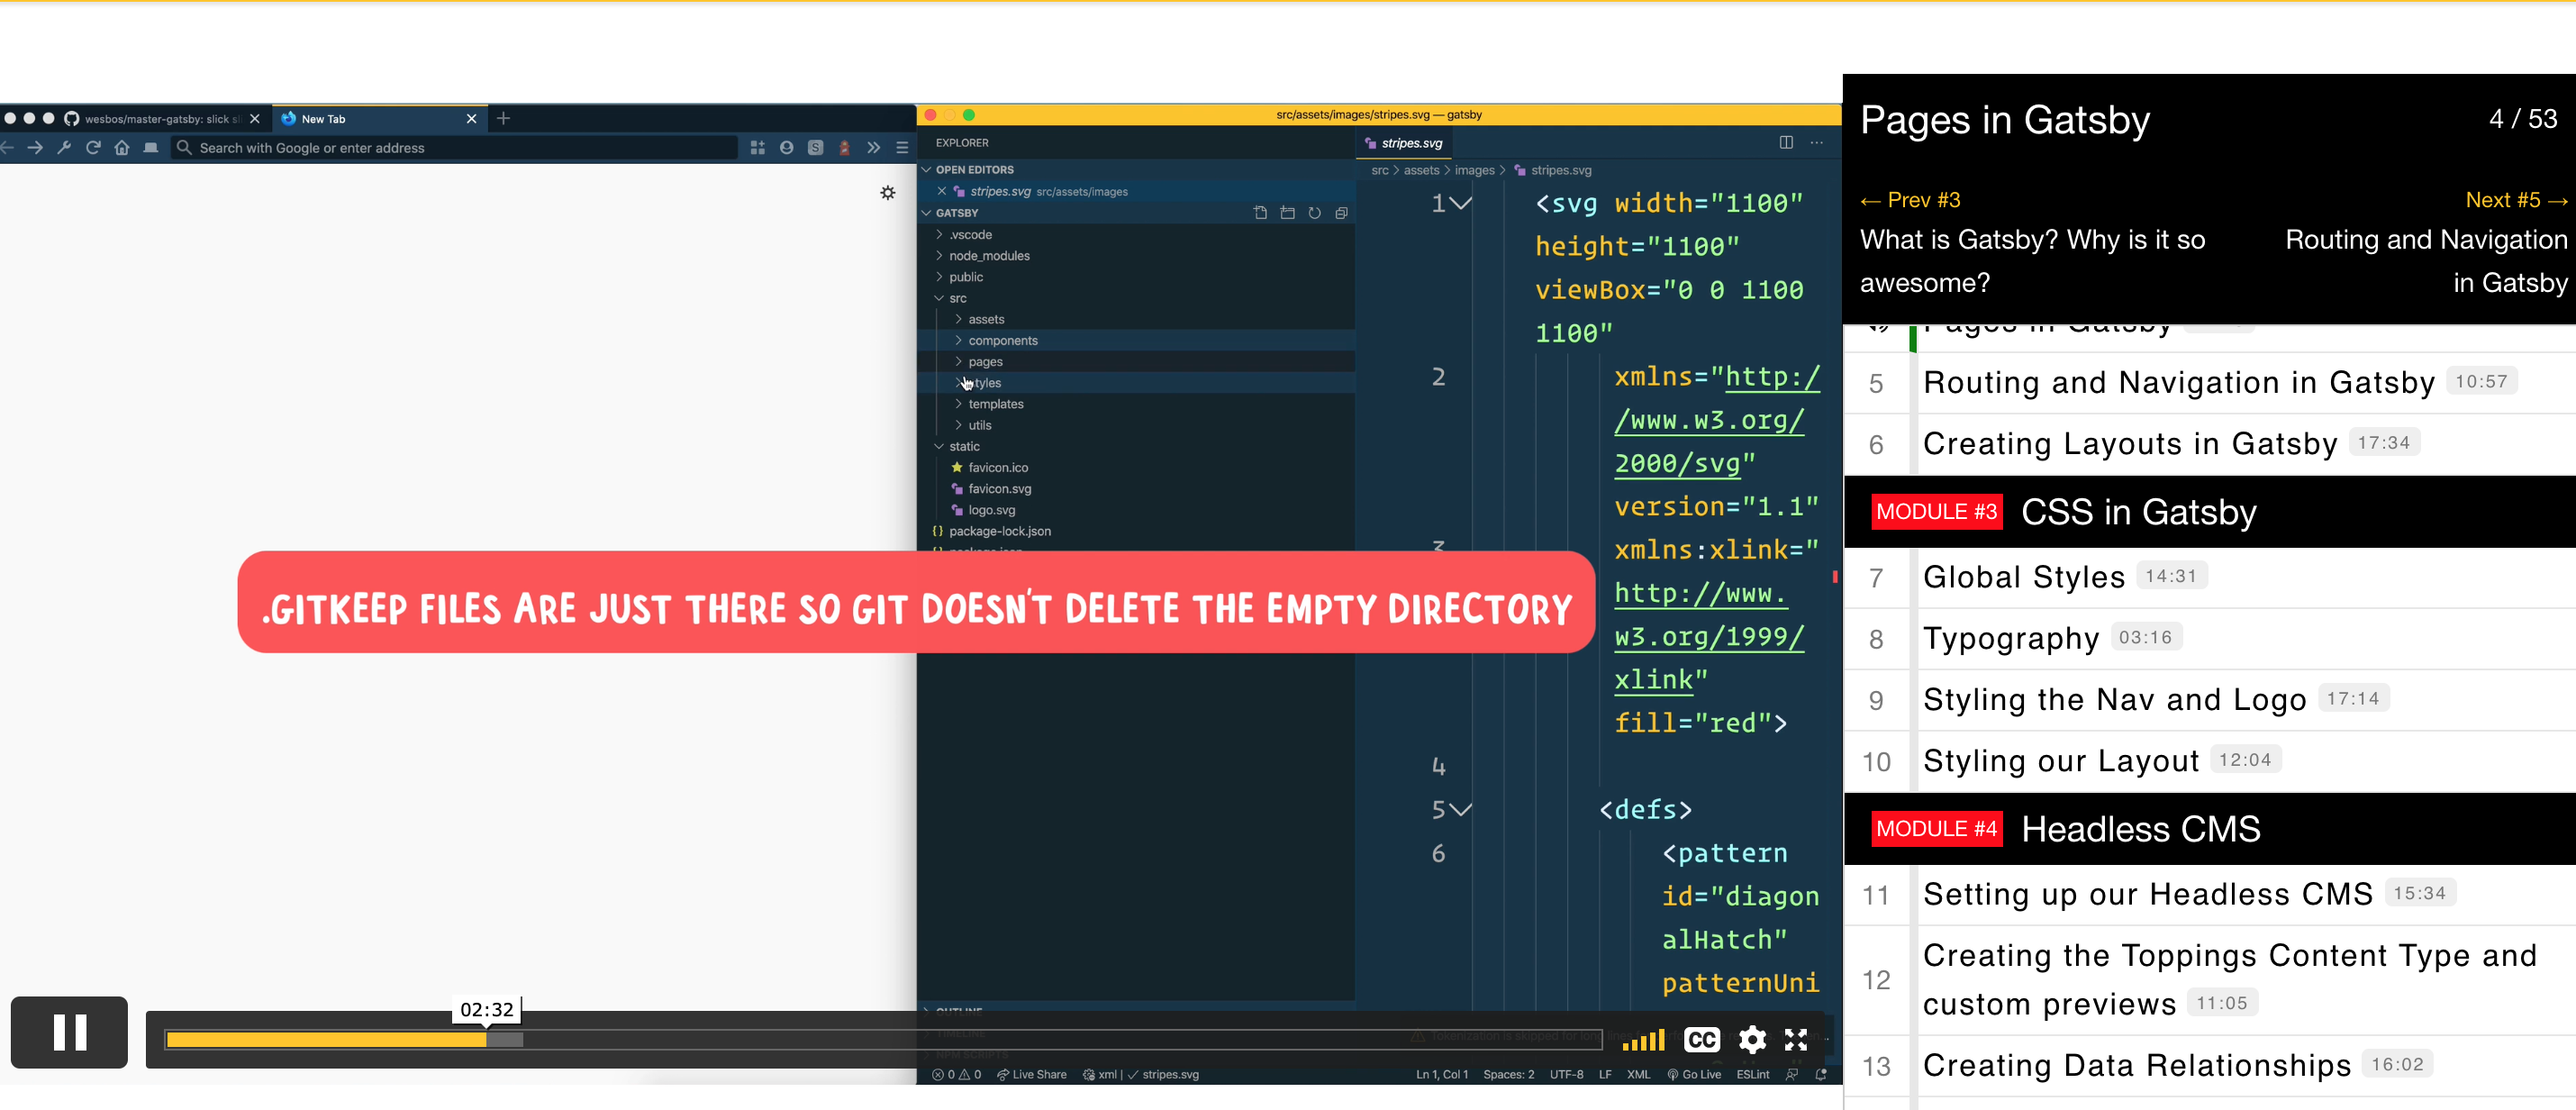 wesbos/master-gatsby: slick
New Tab
Search with Google or enter address
src/assets/images/stripes.svg — gatsby
EXPLORER
OPEN EDITORS
stripes.svg src/assets/images
GATSBY
.vscode
node_modules
public
src
assets
components
pages
styles
templates
utils
static
favicon.ico
favicon.svg
logo.svg
package-lock.json
stripes.svg
src > assets > images > stripes.svg
1 <svg width="1100"
height="1100"
viewBox="0 0 1100
1100"
2 xmlns="http:/
/www.w3.org/
2000/svg"
version="1.1"
3 xmlns:xlink="
http://www.
w3.org/1999/
xlink"
fill="red">
4
5 <defs>
6 <pattern
id="diagon
alHatch"
patternUni
.GITKEEP FILES ARE JUST THERE SO GIT DOESN'T DELETE THE EMPTY DIRECTORY
02:32
OUTLINE
TIMELINE
NPM SCRIPTS
CC
0 0 Live Share xml | stripes.svg
Ln 1, Col 1 Spaces: 2 UTF-8 LF XML Go Live ESLint
Pages in Gatsby 4 / 53
← Prev #3
What is Gatsby? Why is it so
awesome?
Next #5 →
Routing and Navigation
in Gatsby
Pages in Gatsby
5 Routing and Navigation in Gatsby 10:57
6 Creating Layouts in Gatsby 17:34
MODULE #3 CSS in Gatsby
7 Global Styles 14:31
8 Typography 03:16
9 Styling the Nav and Logo 17:14
10 Styling our Layout 12:04
MODULE #4 Headless CMS
11 Setting up our Headless CMS 15:34
12 Creating the Toppings Content Type and
custom previews 11:05
13 Creating Data Relationships 16:02